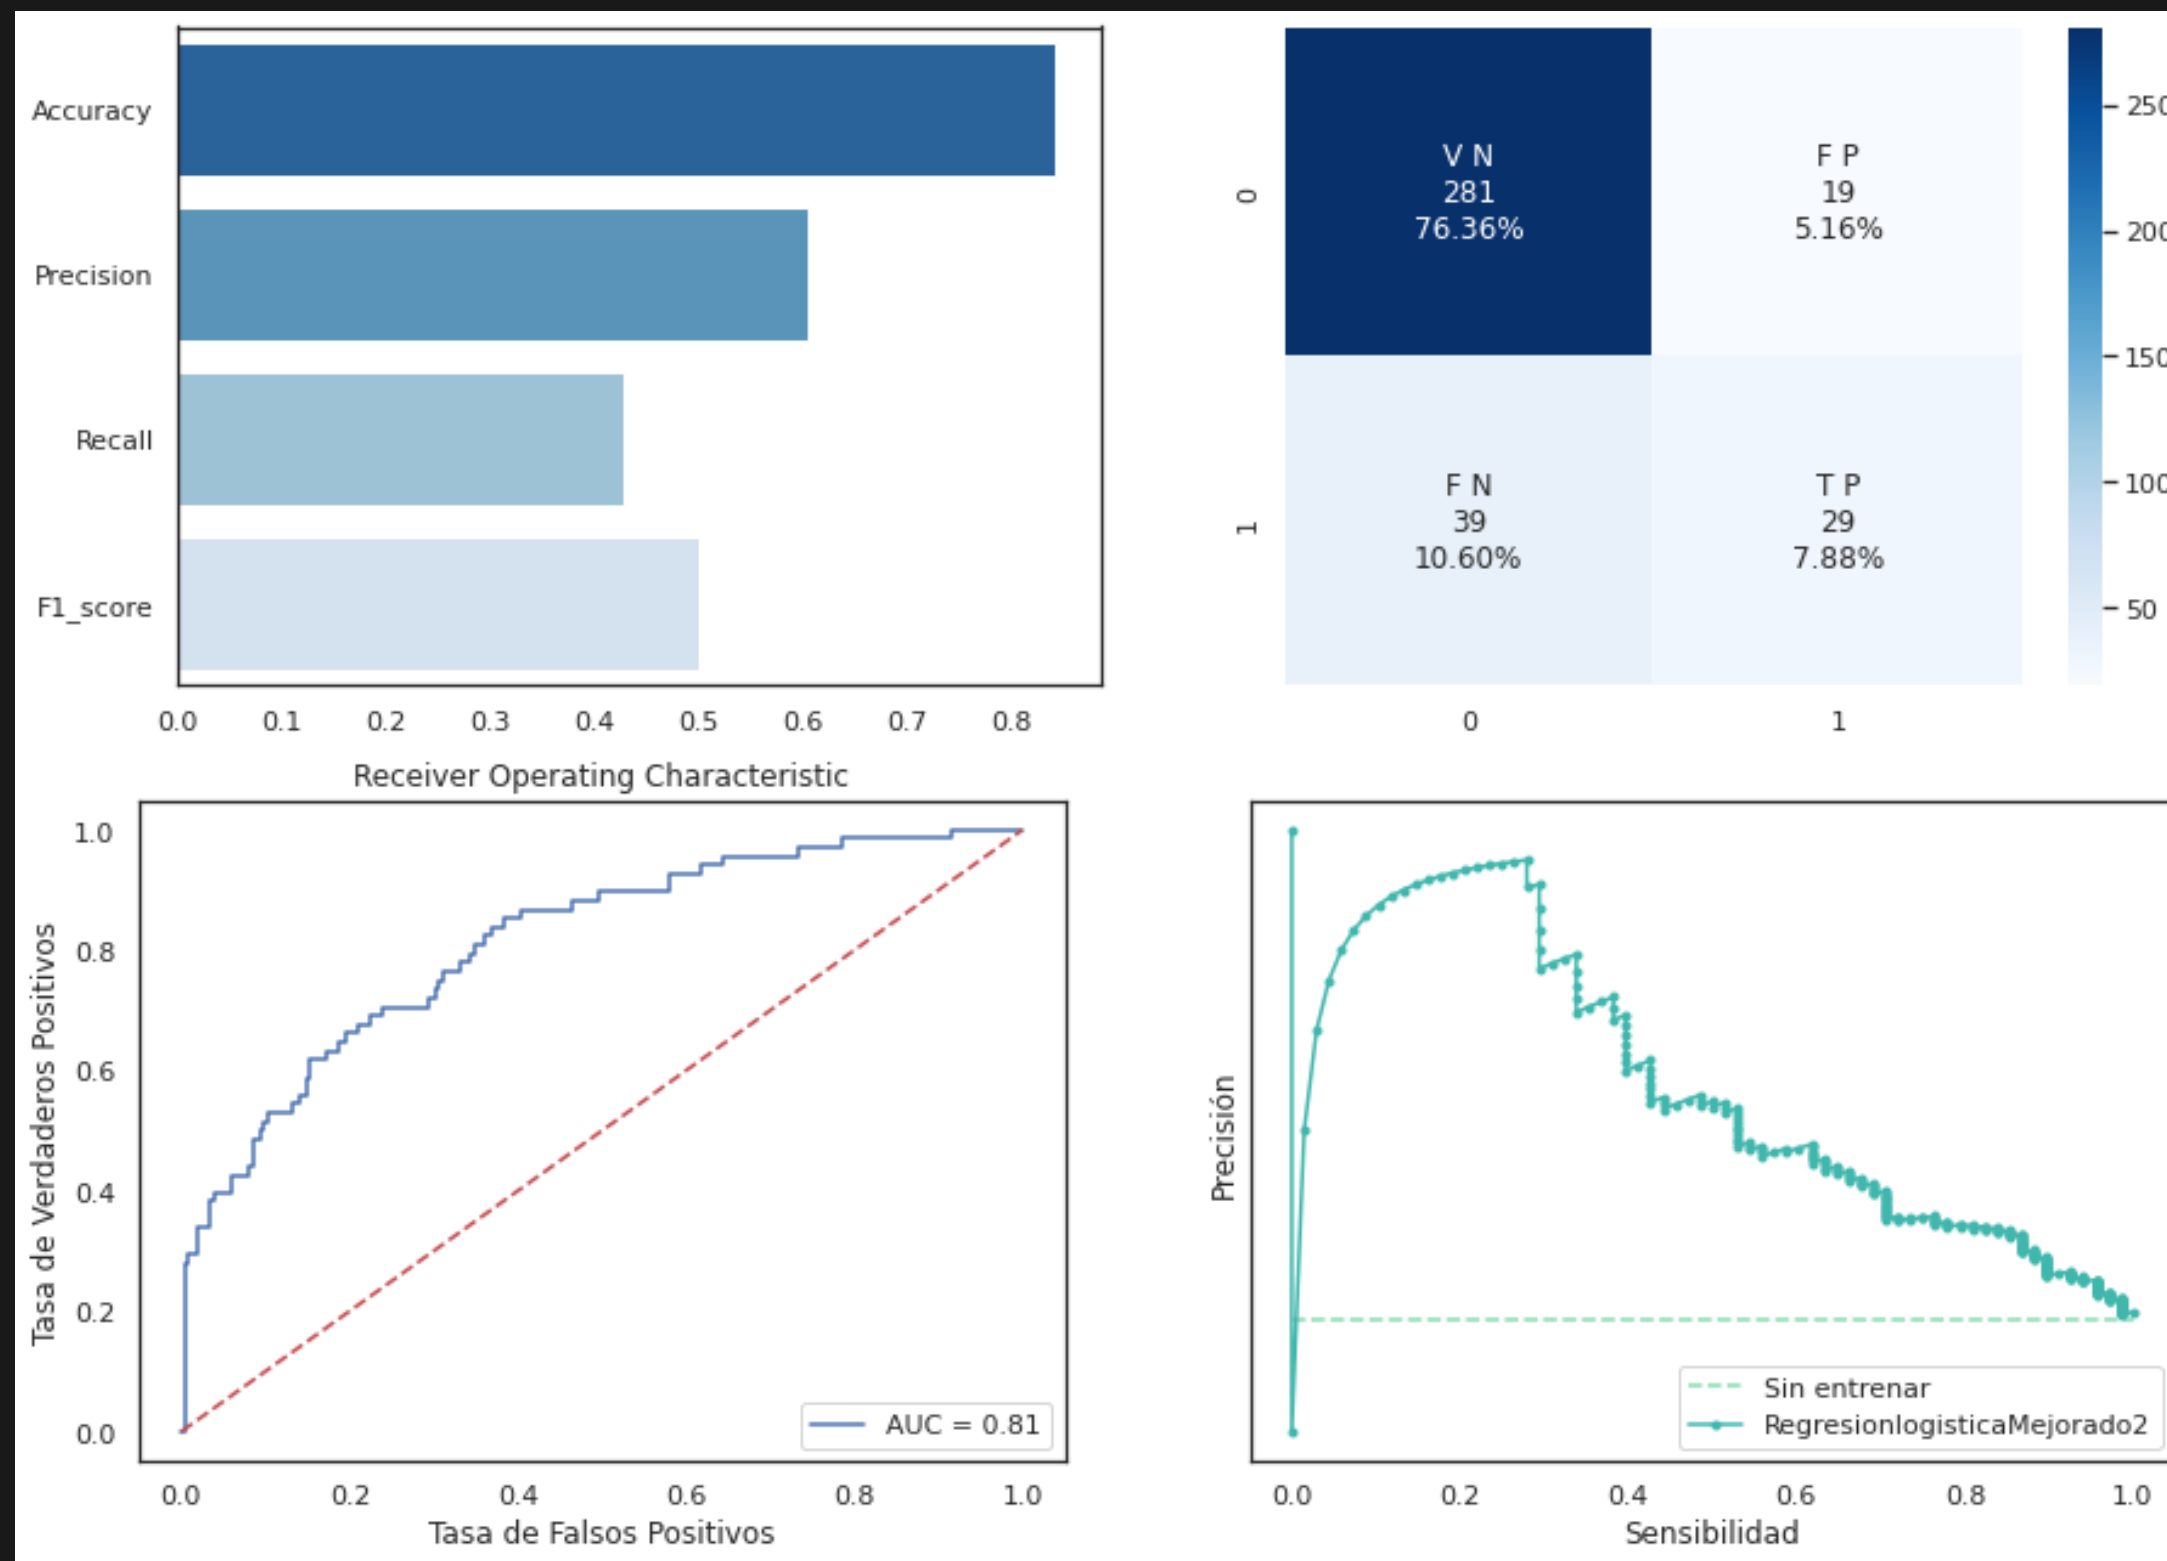 Accuracy
Precision
Recall
F1_score
0.0 0.1 0.2 0.3 0.4 0.5 0.6 0.7 0.8
V N
281
76.36%
F P
19
5.16%
F N
39
10.60%
T P
29
7.88%
0
1
0 1
50
Receiver Operating Characteristic
Tasa de Verdaderos Positivos
1.0
0.8
0.6
0.4
0.2
0.0
AUC = 0.81
0.0 0.2 0.4 0.6 0.8 1.0
Tasa de Falsos Positivos
Precisión
Sin entrenar
RegresionlogisticaMejorado2
0.0 0.2 0.4 0.6 0.8 1.0
Sensibilidad